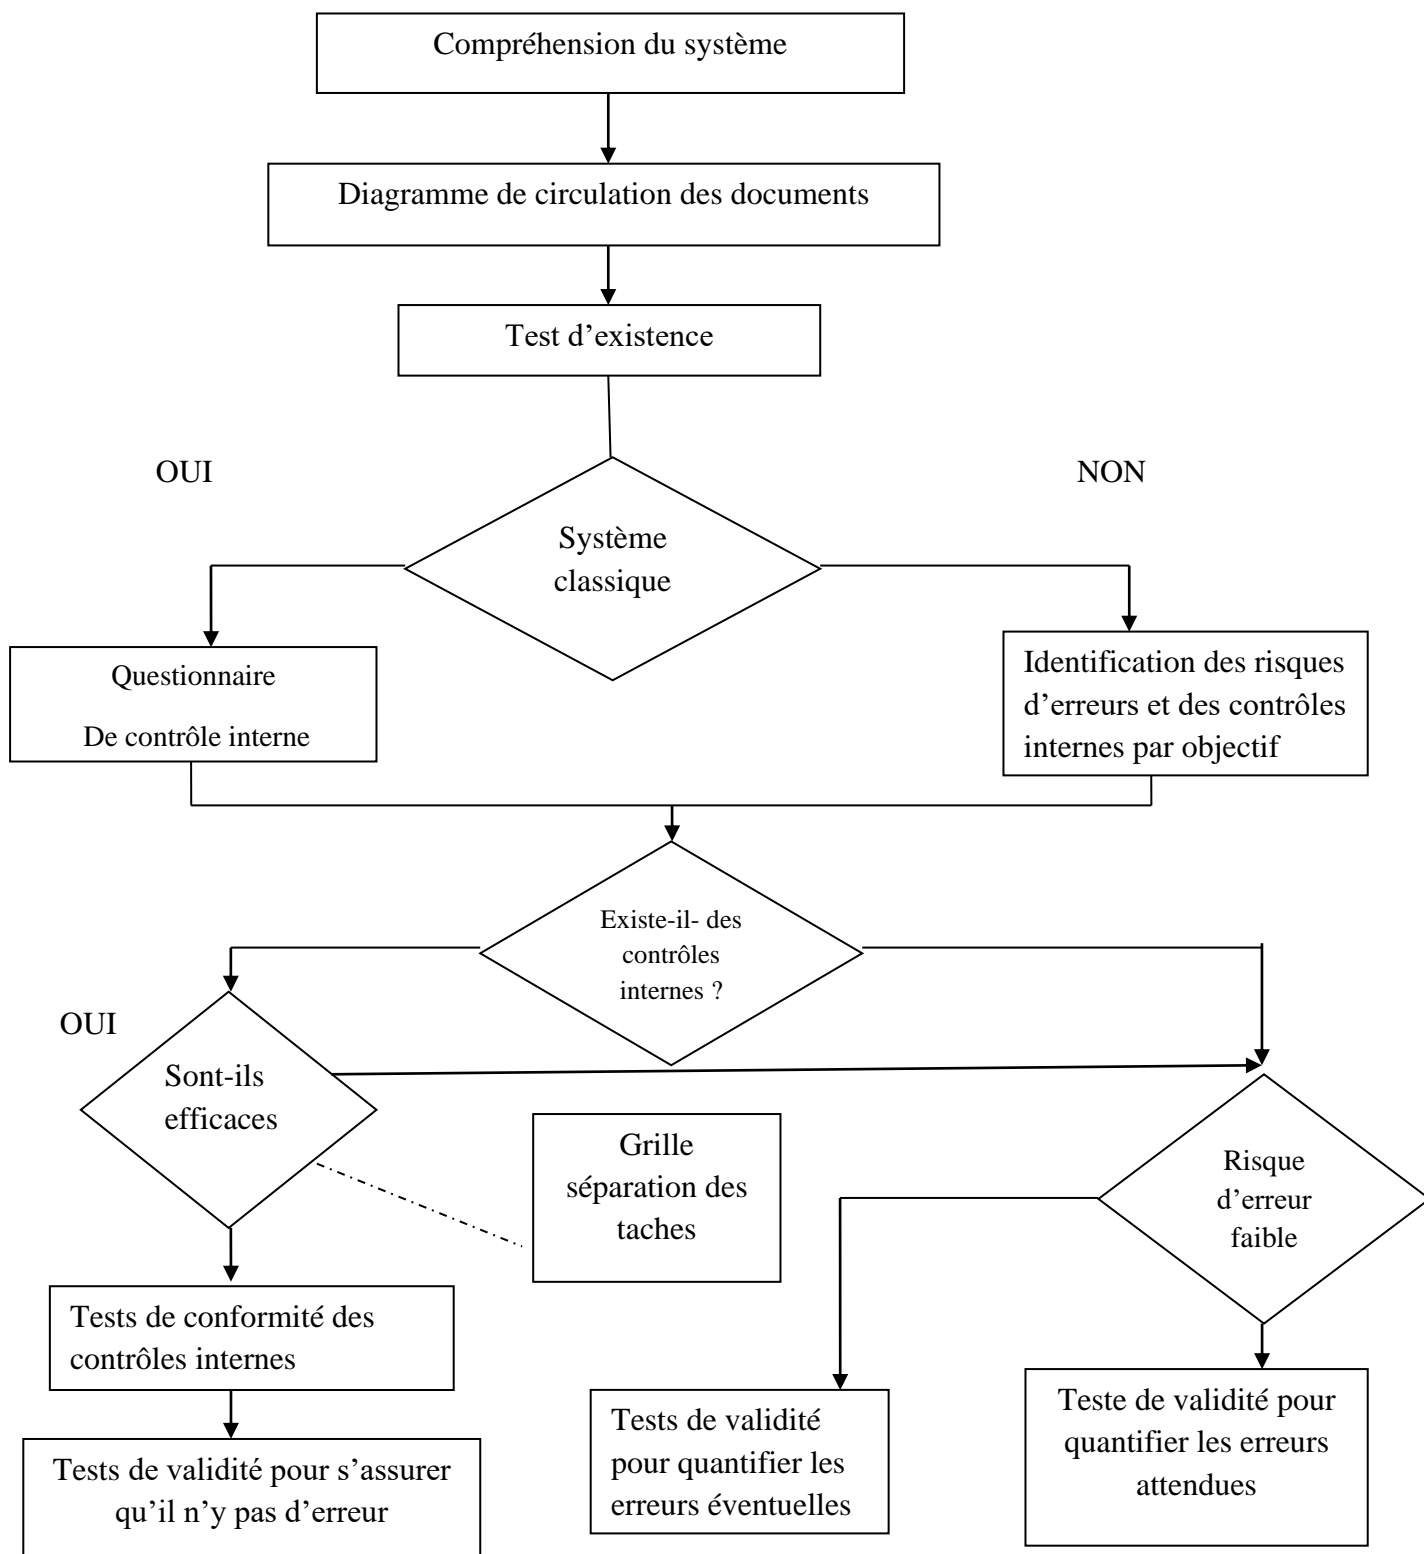 Compréhension du système
Diagramme de circulation des documents
Test d’existence
OUI
NON
Système
classique
Questionnaire
De contrôle interne
Identification des risques
d’erreurs et des contrôles
internes par objectif
Existe-il- des
contrôles
internes ?
OUI
Sont-ils
efficaces
Grille
séparation des
taches
Risque
d’erreur
faible
Tests de conformité des
contrôles internes
Tests de validité pour s’assurer
qu’il n’y pas d’erreur
Tests de validité
pour quantifier les
erreurs éventuelles
Teste de validité pour
quantifier les erreurs
attendues